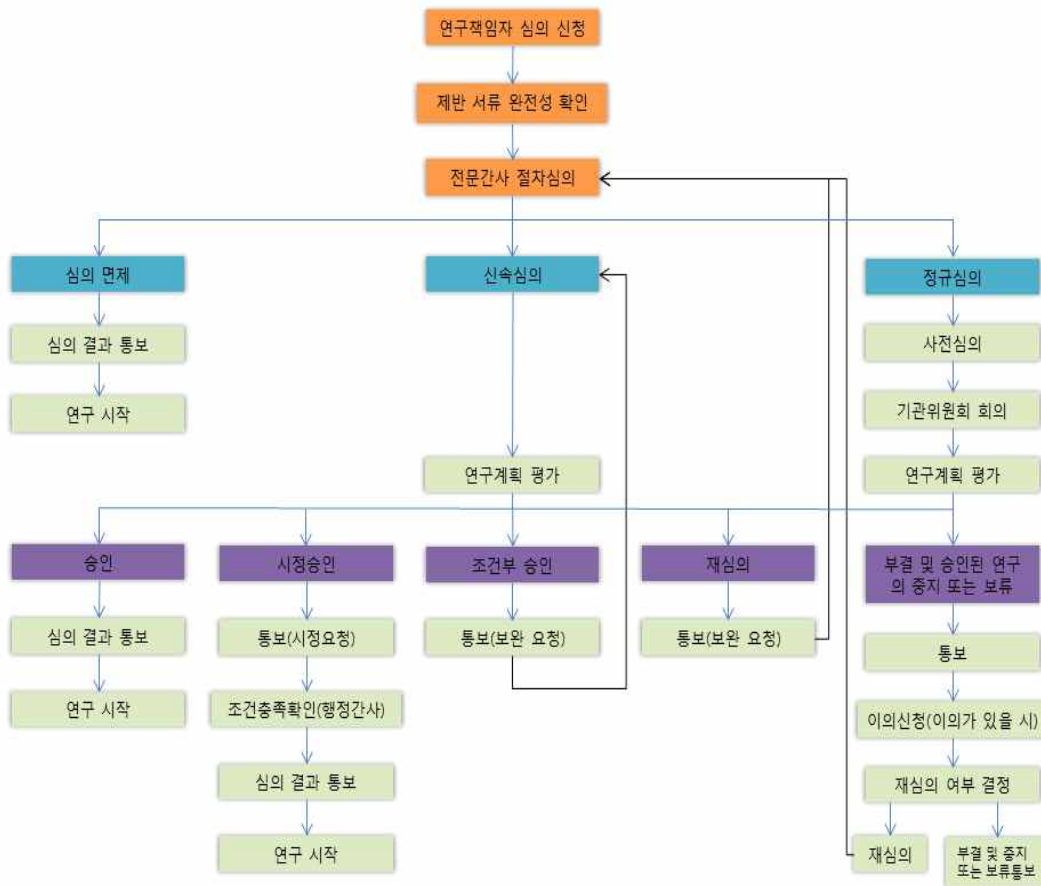 연구책임자 심의 신청
제반 서류 완전성 확인
전문간사 절차심의
심의 면제
신속심의
정규심의
심의 결과 통보
사전심의
연구 시작
기관위원회 회의
연구계획 평가
연구계획 평가
승인
시정승인
조건부 승인
재심의
부결 및 승인된 연구
의 중지 또는 보류
심의 결과 통보
통보(시정요청)
통보(보완 요청)
통보(보완 요청)
통보
연구 시작
조건충족확인(행정간사)
이의신청(이의가 있을 시)
심의 결과 통보
재심의 여부 결정
연구 시작
재심의
부결 및 중지
또는 보류통보